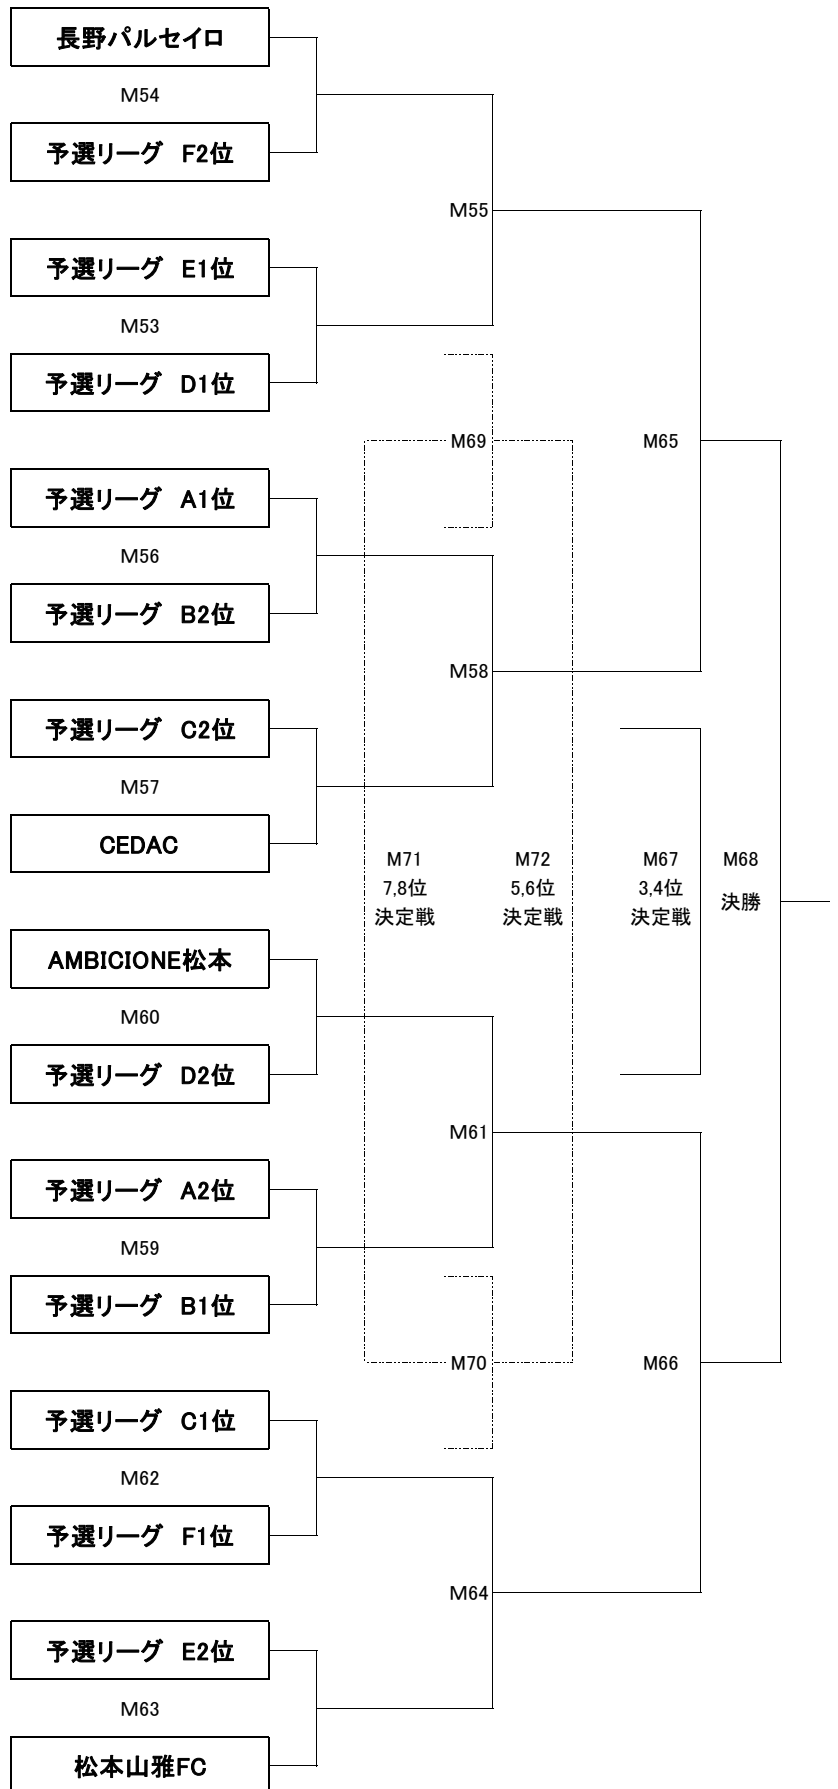 長野パルセイロ
M54
予選リーグ　F2位
M55
予選リーグ　E1位
M53
予選リーグ　D1位
M69
M65
予選リーグ　A1位
M56
予選リーグ　B2位
M58
予選リーグ　C2位
M57
CEDAC
M71
7,8位
決定戦
M72
5,6位
決定戦
M67
3,4位
決定戦
M68
決勝
AMBICIONE松本
M60
予選リーグ　D2位
M61
予選リーグ　A2位
M59
予選リーグ　B1位
M70
M66
予選リーグ　C1位
M62
予選リーグ　F1位
M64
予選リーグ　E2位
M63
松本山雅FC